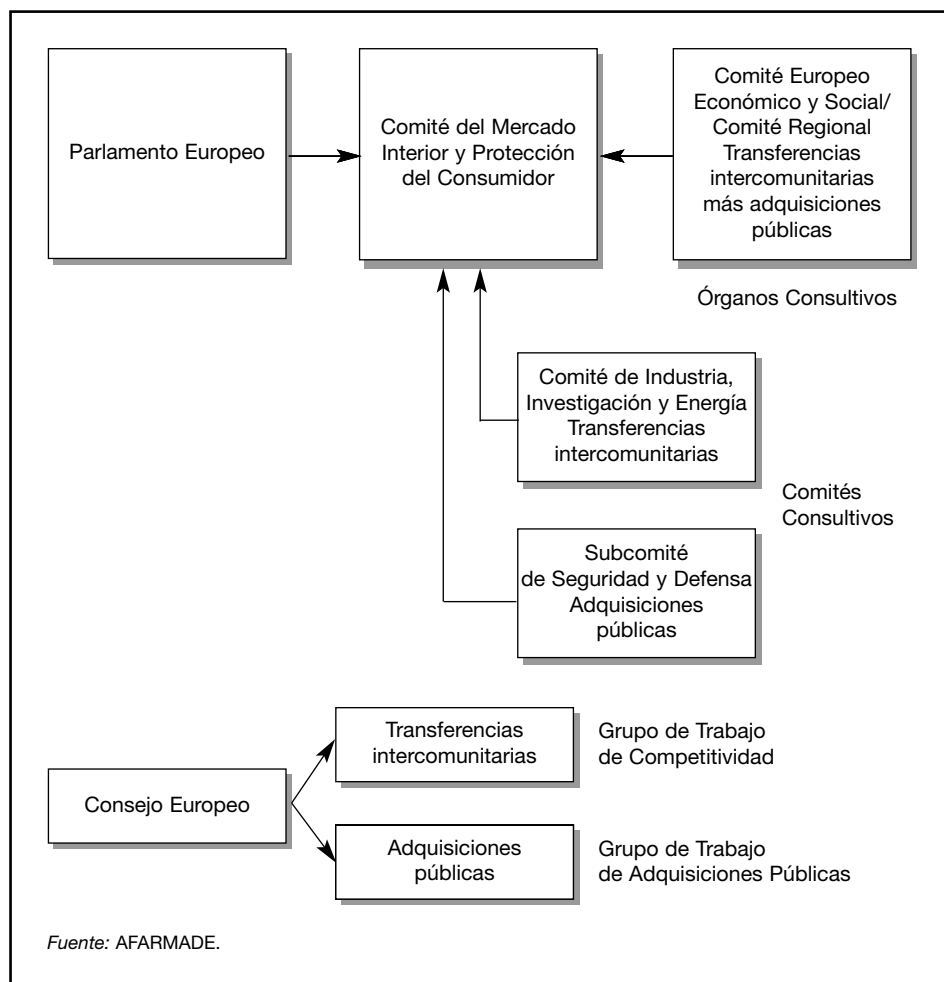 Parlamento Europeo
Comité del Mercado
Interior y Protección
del Consumidor
Comité Europeo
Económico y Social/
Comité Regional
Transferencias
intercomunitarias
más adquisiciones
públicas
Órganos Consultivos
Comité de Industria,
Investigación y Energía
Transferencias
intercomunitarias
Comités
Consultivos
Subcomité
de Seguridad y Defensa
Adquisiciones
públicas
Consejo Europeo
Transferencias
intercomunitarias
Grupo de Trabajo
de Competitividad
Adquisiciones
públicas
Grupo de Trabajo
de Adquisiciones Públicas
Fuente: AFARMADE.